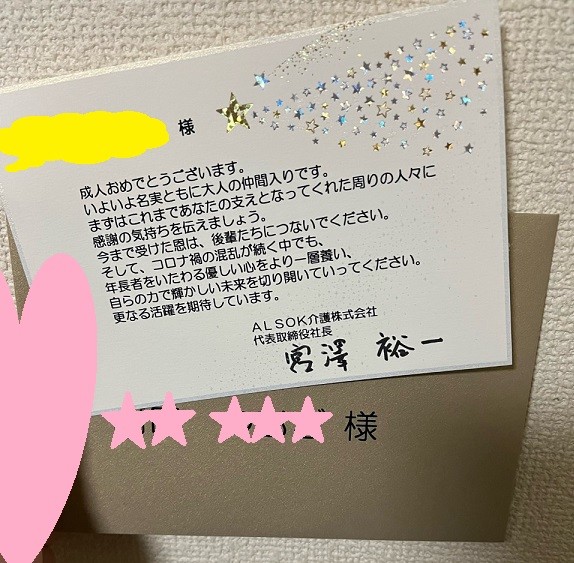 様
成人おめでとうございます。
いよいよ名実ともに大人の仲間入りです。
まずはこれまであなたの支えとなってくれた周りの人々に
感謝の気持ちを伝えましょう。
今まで受けた恩は、後輩たちにつないでください。
そして、コロナ禍の混乱が続く中でも、
年長者をいたわる優しい心をより一層養い、
自らの力で輝かしい未来を切り開いていってください。
更なる活躍を期待しています。
ALSOK介護株式会社
代表取締役社長
宮澤 裕一
様